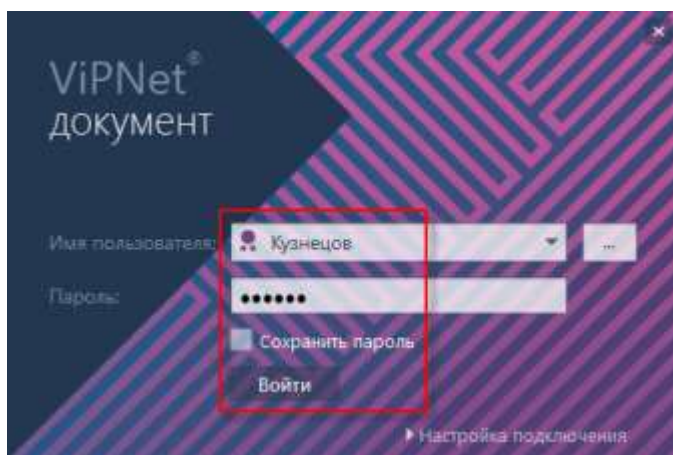 ViPNet®
документ
Имя пользователя: Кузнецов ...
Пароль: ●●●●●●
Сохранить пароль
Войти
Настройка подключения